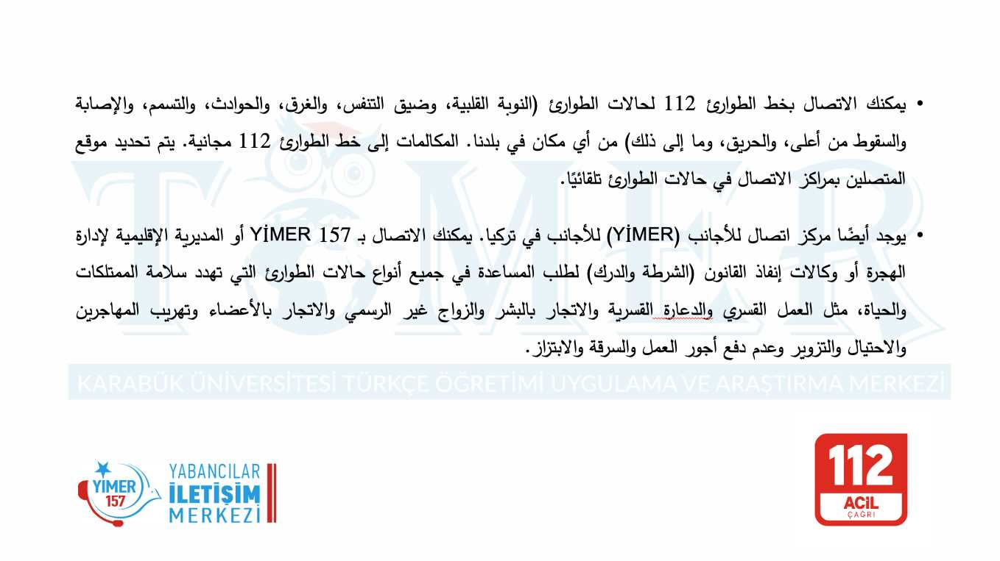 • يمكنك الاتصال بخط الطوارئ 112 لحالات الطوارئ (النوبة القلبية، وضيق التنفس، والغرق، والحوادث، والتسمم، والإصابة
والسقوط من أعلى، والحريق، وما إلى ذلك) من أي مكان في بلدنا. المكالمات إلى خط الطوارئ 112 مجانية. يتم تحديد موقع
المتصلين بمراكز الاتصال في حالات الطوارئ تلقائيًا.
• يوجد أيضًا مركز اتصال للأجانب (YİMER) للأجانب في تركيا. يمكنك الاتصال بـ YİMER 157 أو المديرية الإقليمية لإدارة
الهجرة أو وكالات إنفاذ القانون (الشرطة والدرك) لطلب المساعدة في جميع أنواع حالات الطوارئ التي تهدد سلامة الممتلكات
والحياة، مثل العمل القسري والدعارة القسرية والاتجار بالبشر والزواج غير الرسمي والاتجار بالأعضاء وتهريب المهاجرين
والاحتيال والتزوير وعدم دفع أجور العمل والسرقة والابتزاز.
TÖMER
KARABÜK ÜNİVERSİTESİ TÜRKÇE ÖĞRETİMİ UYGULAMA VE ARAŞTIRMA MERKEZİ
YİMER
157
YABANCILAR
İLETİŞİM
MERKEZİ
112
ACİL
ÇAĞRI